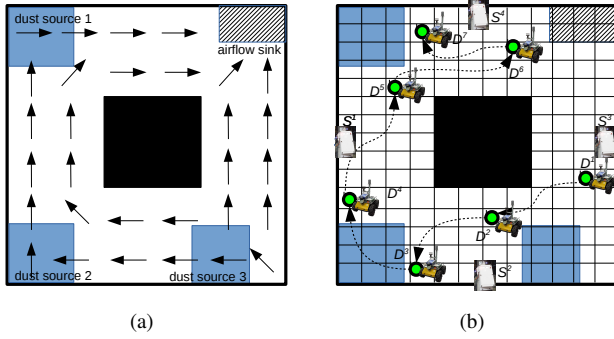 dust source 1
airflow sink
dust source 2
dust source 3
(a)
S⁴
D⁷
D⁶
D⁵
S¹
S³
D¹
D⁴
D²
D³
S²
(b)